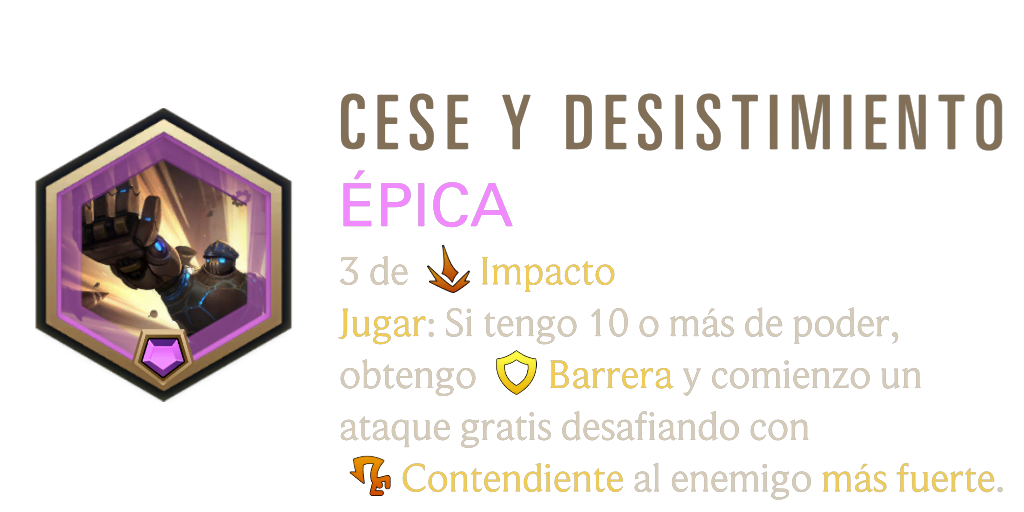 CESE Y DESISTIMIENTO
ÉPICA
3 de Impacto
Jugar: Si tengo 10 o más de poder,
obtengo Barrera y comienzo un
ataque gratis desafiando con
Contendiente al enemigo más fuerte.